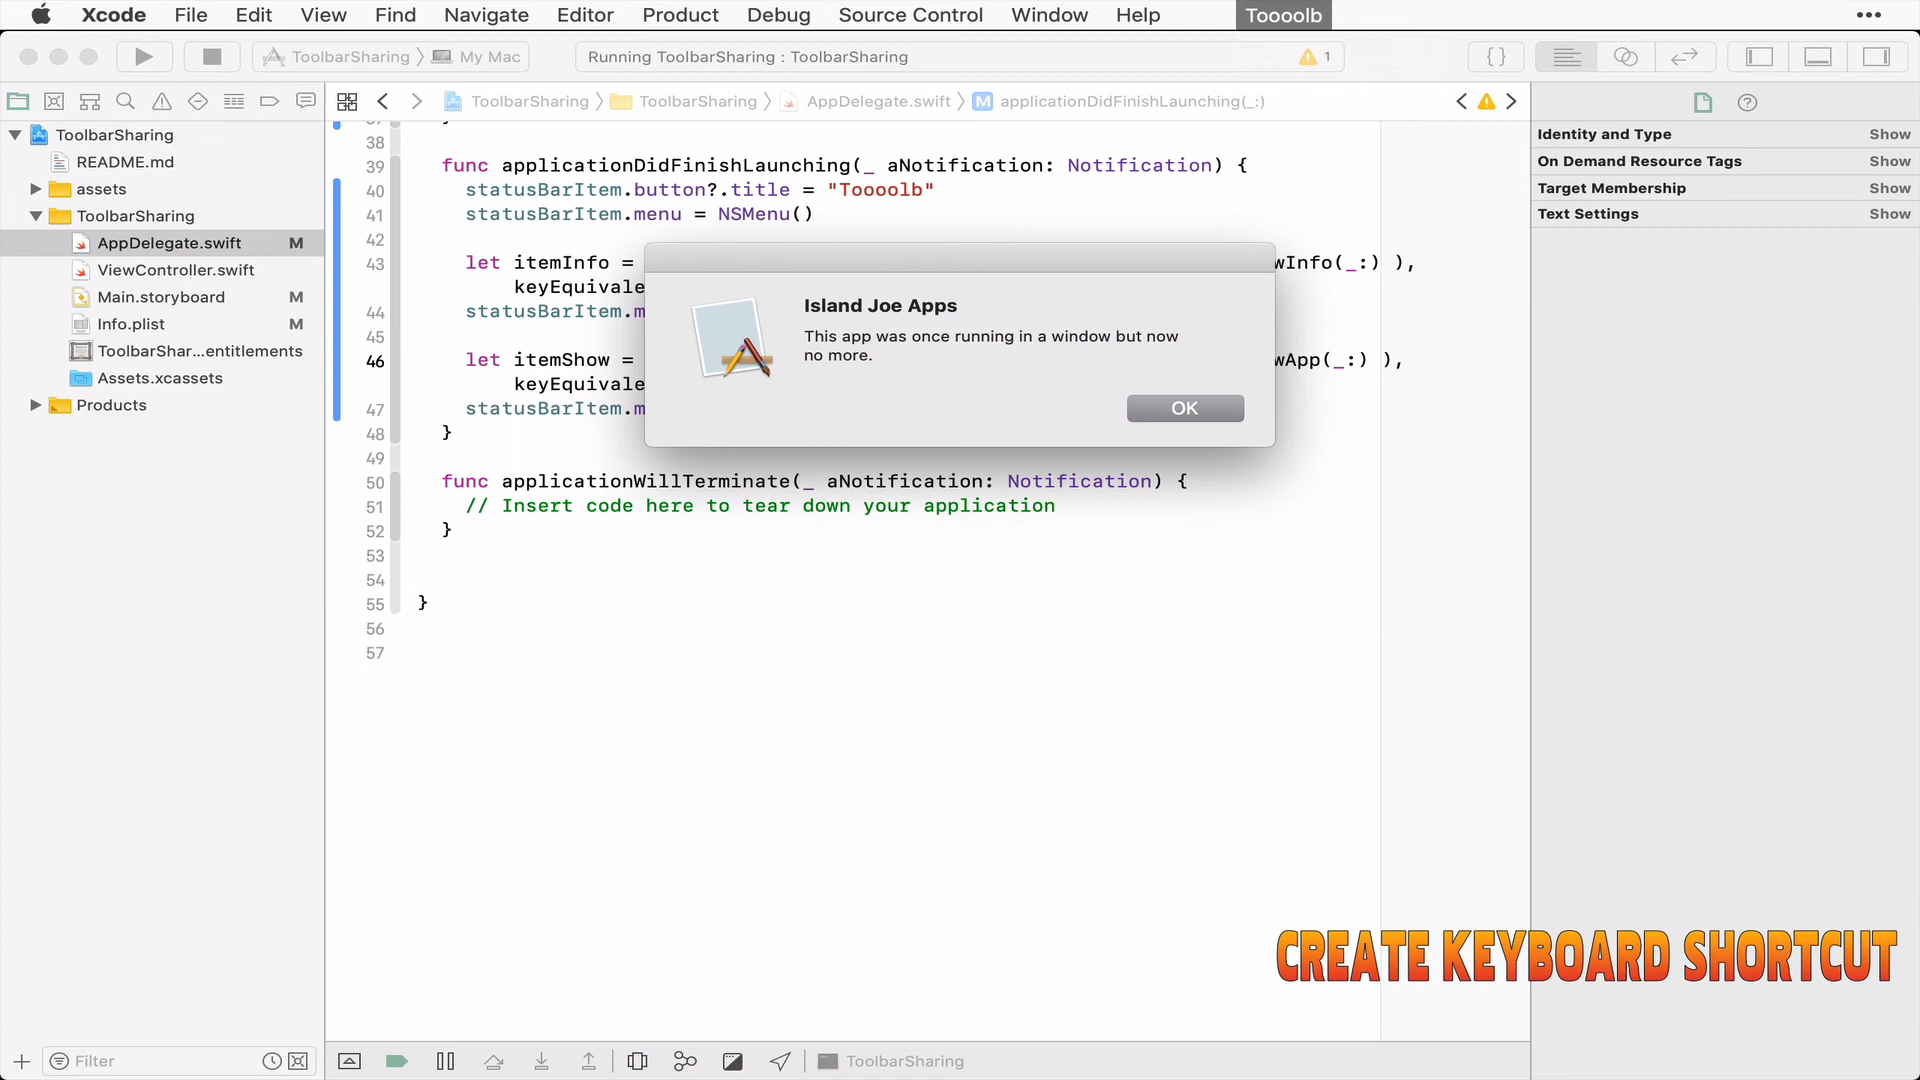 Xcode File Edit View Find Navigate Editor Product Debug Source Control Window Help Toooolb
ToolbarSharing My Mac Running ToolbarSharing : ToolbarSharing 1 { }
ToolbarSharing ToolbarSharing AppDelegate.swift M applicationDidFinishLaunching(_:)
ToolbarSharing
README.md
assets
ToolbarSharing
AppDelegate.swift M
ViewController.swift
Main.storyboard M
Info.plist M
ToolbarShar...entitlements
Assets.xcassets
Products
38
39 func applicationDidFinishLaunching(_ aNotification: Notification) {
40 statusBarItem.button?.title = "Toooolb"
41 statusBarItem.menu = NSMenu()
42
43 let itemInfo = wInfo(_:) ),
keyEquivale
44 statusBarItem.m
45
46 let itemShow = wApp(_:) ),
keyEquivale
47 statusBarItem.m
48 }
49
50 func applicationWillTerminate(_ aNotification: Notification) {
51 // Insert code here to tear down your application
52 }
53
54
55 }
56
57
Island Joe Apps
This app was once running in a window but now
no more.
OK
Identity and Type Show
On Demand Resource Tags Show
Target Membership Show
Text Settings Show
CREATE KEYBOARD SHORTCUT
Filter
ToolbarSharing